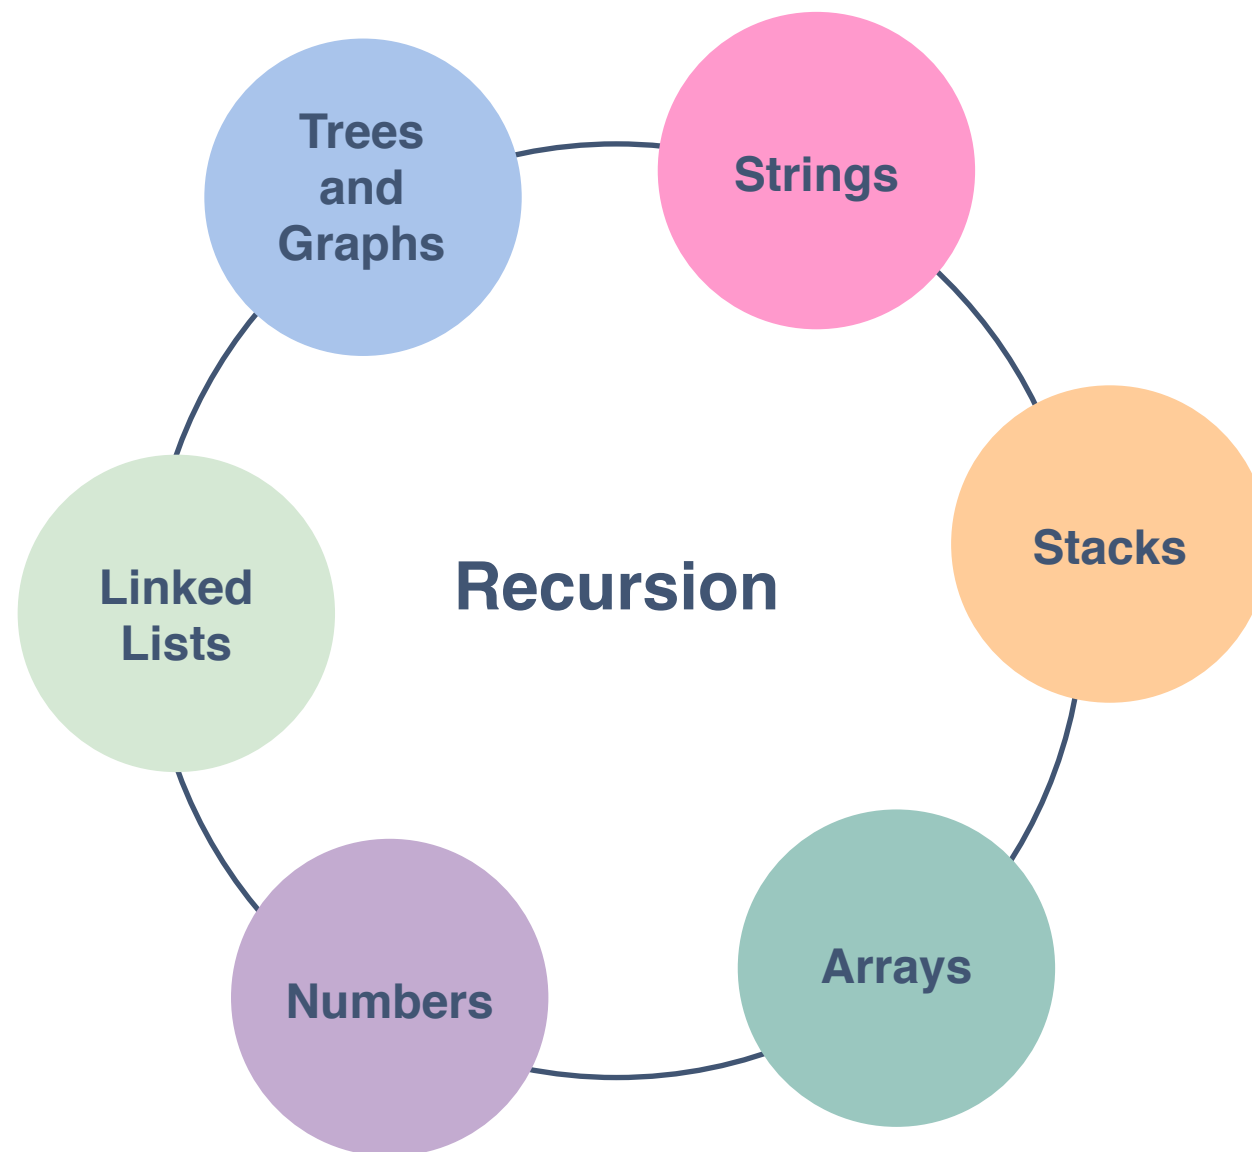 Trees
and
Graphs
Strings
Stacks
Recursion
Linked
Lists
Arrays
Numbers